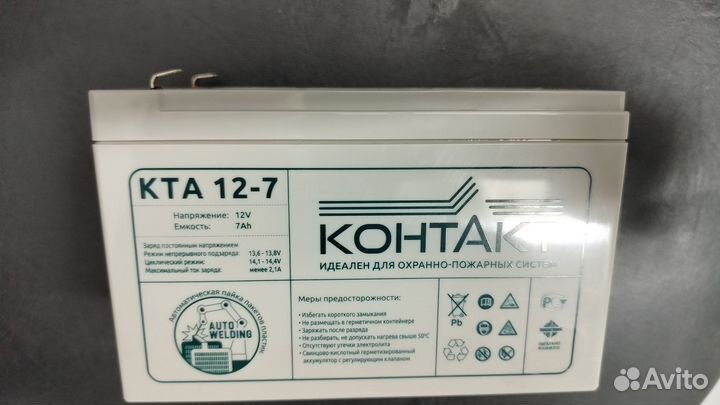 КТА 12-7
Напряжение: 12V
Емкость: 7Ah
Заряд постоянным напряжением
Режим непрерывного подзаряда: 13,6 - 13,8V
Циклический режим: 14,1 - 14,4V
Максимальный ток заряда: менее 2,1A
Автоматическая пайка пакетов пластин
AUTO
WELDING
КОНТАКТ
ИДЕАЛЕН ДЛЯ ОХРАННО-ПОЖАРНЫХ СИСТЕМ
Меры предосторожности:
• Избегать короткого замыкания
• Не размещать в герметичном контейнере
• Заряжать после разряда
• Не разбирать, не допускать нагрева свыше 50°C
• Отсутствуют утечки электролита
• Свинцово-кислотный герметизированный
аккумулятор с регулирующим клапаном
Pb
Avito